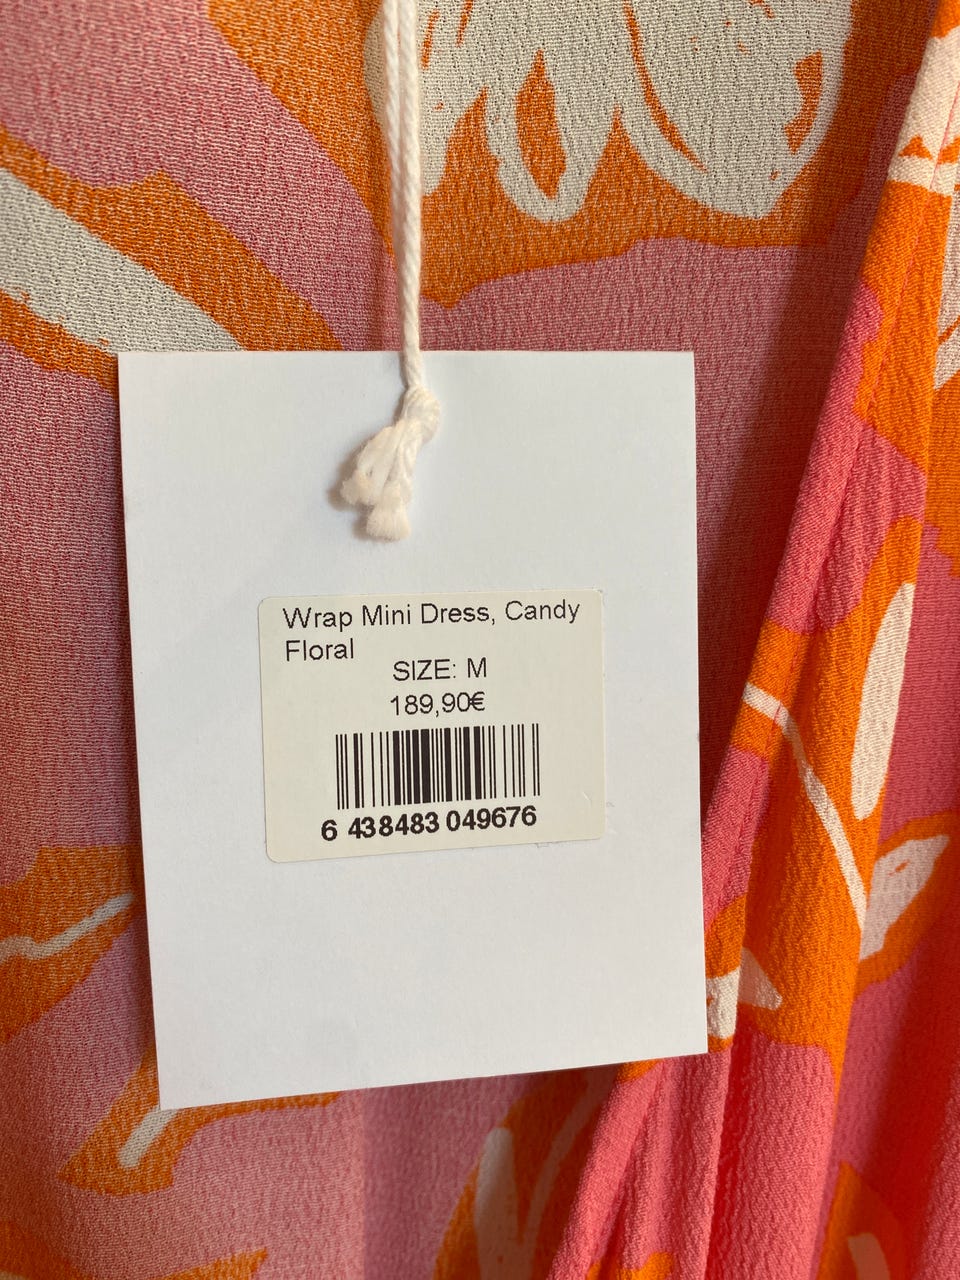 Wrap Mini Dress, Candy
Floral
SIZE: M
189,90€
6 438483 049676